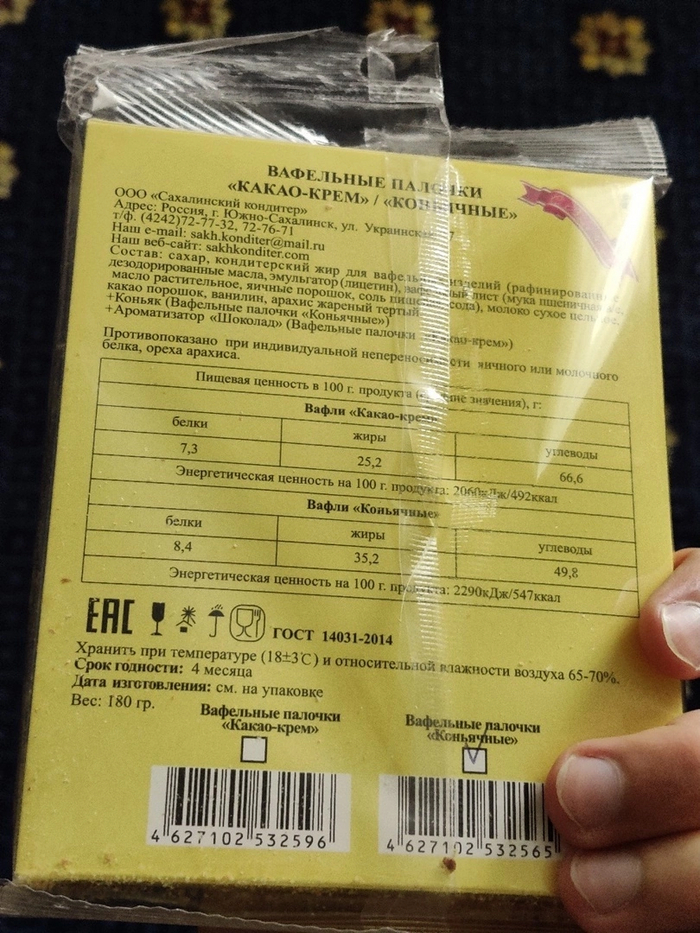 ВАФЕЛЬНЫЕ ПАЛОЧКИ
«КАКАО-КРЕМ» / «КОНЬЯЧНЫЕ»
ООО «Сахалинский кондитер»
Адрес: Россия, г. Южно-Сахалинск, ул.
т/ф. (4242)72-77-32, 72-76-71
Наш e-mail: sakh.konditer@mail.ru
Наш веб-сайт: sakhkonditer.com
Состав: сахар, кондитерский жир для изделий
дезодорированные масла, эмульгатор (лицетин), вафельный лист (мука пшеничная
масло растительное, яичные порошок, соль сода), молоко сухое цельное,
какао порошок, ванилин, арахис жареный тертый
+Коньяк (Вафельные палочки «Коньячные»)
+Ароматизатор «Шоколад» (Вафельные палочки «Какао-крем»)
Противопоказано при индивидуальной непереносимости яичного или молочного
белка, ореха арахиса.
Пищевая ценность в 100 г. продукта (средние значения), г:
Вафли «Какао-крем»
белки жиры углеводы
7,3 25,2 66,6
Энергетическая ценность на 100 г. продукта: 2060кДж/492ккал
Вафли «Коньячные»
белки жиры углеводы
8,4 35,2 49,8
Энергетическая ценность на 100 г. продукта: 2290кДж/547ккал
EAC ГОСТ 14031-2014
Хранить при температуре (18±3℃) и относительной влажности воздуха 65-70%.
Срок годности: 4 месяца
Дата изготовления: см. на упаковке
Вес: 180 гр.
Вафельные палочки
«Какао-крем»
Вафельные палочки
«Коньячные»
4 627102 532596
4 627102 532565